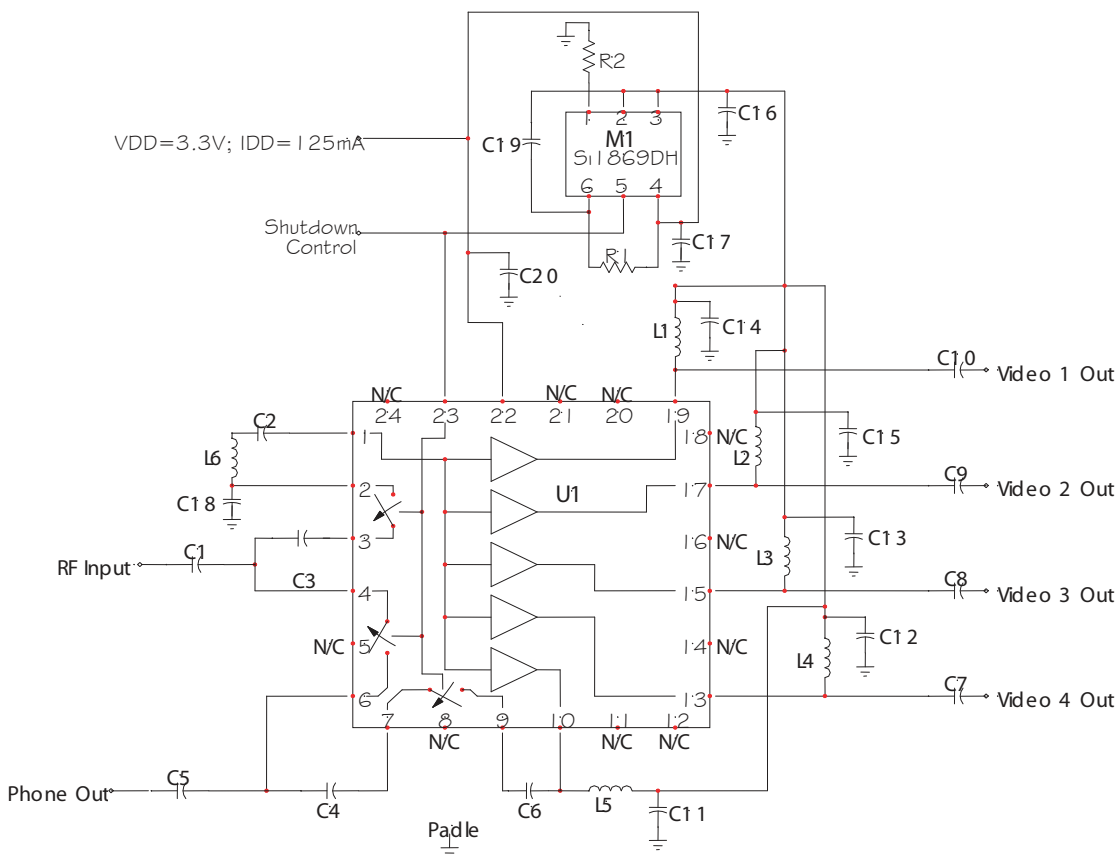 R2
C16
1 2 3
C19
M1
VDD=3.3V; IDD=125mA
Si1869DH
6 5 4
Shutdown
Control
C17
R1
C20
L1
C14
C10
Video 1 Out
N/C N/C N/C
24 23 22 21 20 19
C2
1
18 N/C
C15
L6
L2
2
U1
17
C9
Video 2 Out
C18
3
16 N/C
C13
C1
L3
RF Input
C3
4
15
C8
Video 3 Out
N/C 5
14 N/C
C12
L4
6
13
C7
Video 4 Out
7 8 9 10 11 12
N/C N/C N/C
C5
Phone Out
C4
C6
L5
C11
Padle